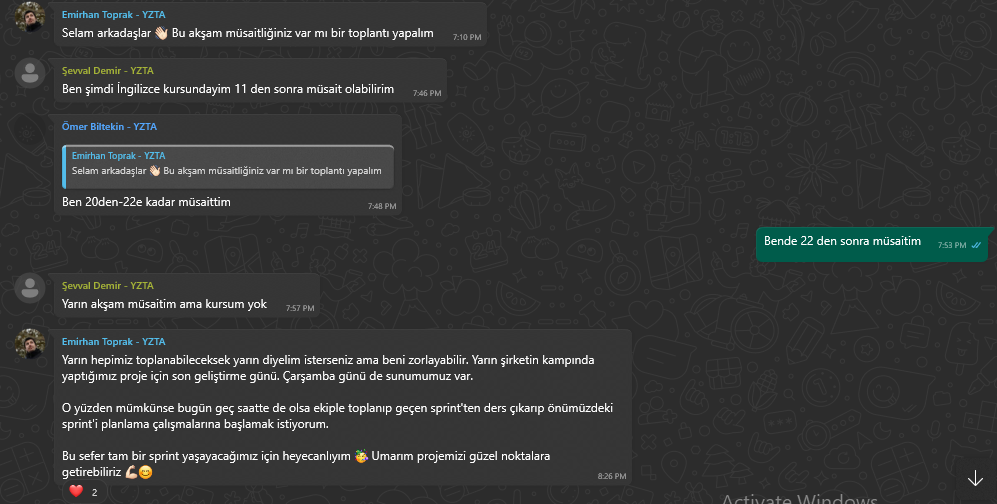 Emirhan Toprak - YZTA
Selam arkadaşlar 👋🏻 Bu akşam müsaitliğiniz var mı bir toplantı yapalım
7:10 PM
Şevval Demir - YZTA
Ben şimdi İngilizce kursundayim 11 den sonra müsait olabilirim
7:46 PM
Ömer Biltekin - YZTA
Emirhan Toprak - YZTA
Selam arkadaşlar 👋🏻 Bu akşam müsaitliğiniz var mı bir toplantı yapalım
Ben 20den-22e kadar müsaittim
7:48 PM
Bende 22 den sonra müsaitim
7:53 PM
Şevval Demir - YZTA
Yarın akşam müsaitim ama kursum yok
7:57 PM
Emirhan Toprak - YZTA
Yarın hepimiz toplanabileceksek yarın diyelim isterseniz ama beni zorlayabilir. Yarın şirketin kampında
yaptığımız proje için son geliştirme günü. Çarşamba günü de sunumumuz var.
O yüzden mümkünse bugün geç saatte de olsa ekiple toplanıp geçen sprint'ten ders çıkarıp önümüzdeki
sprint'i planlama çalışmalarına başlamak istiyorum.
Bu sefer tam bir sprint yaşayacağımız için heyecanlıyım 🥳 Umarım projemizi güzel noktalara
getirebiliriz 💪🏻😊
8:26 PM
❤️ 2
Activate Windows